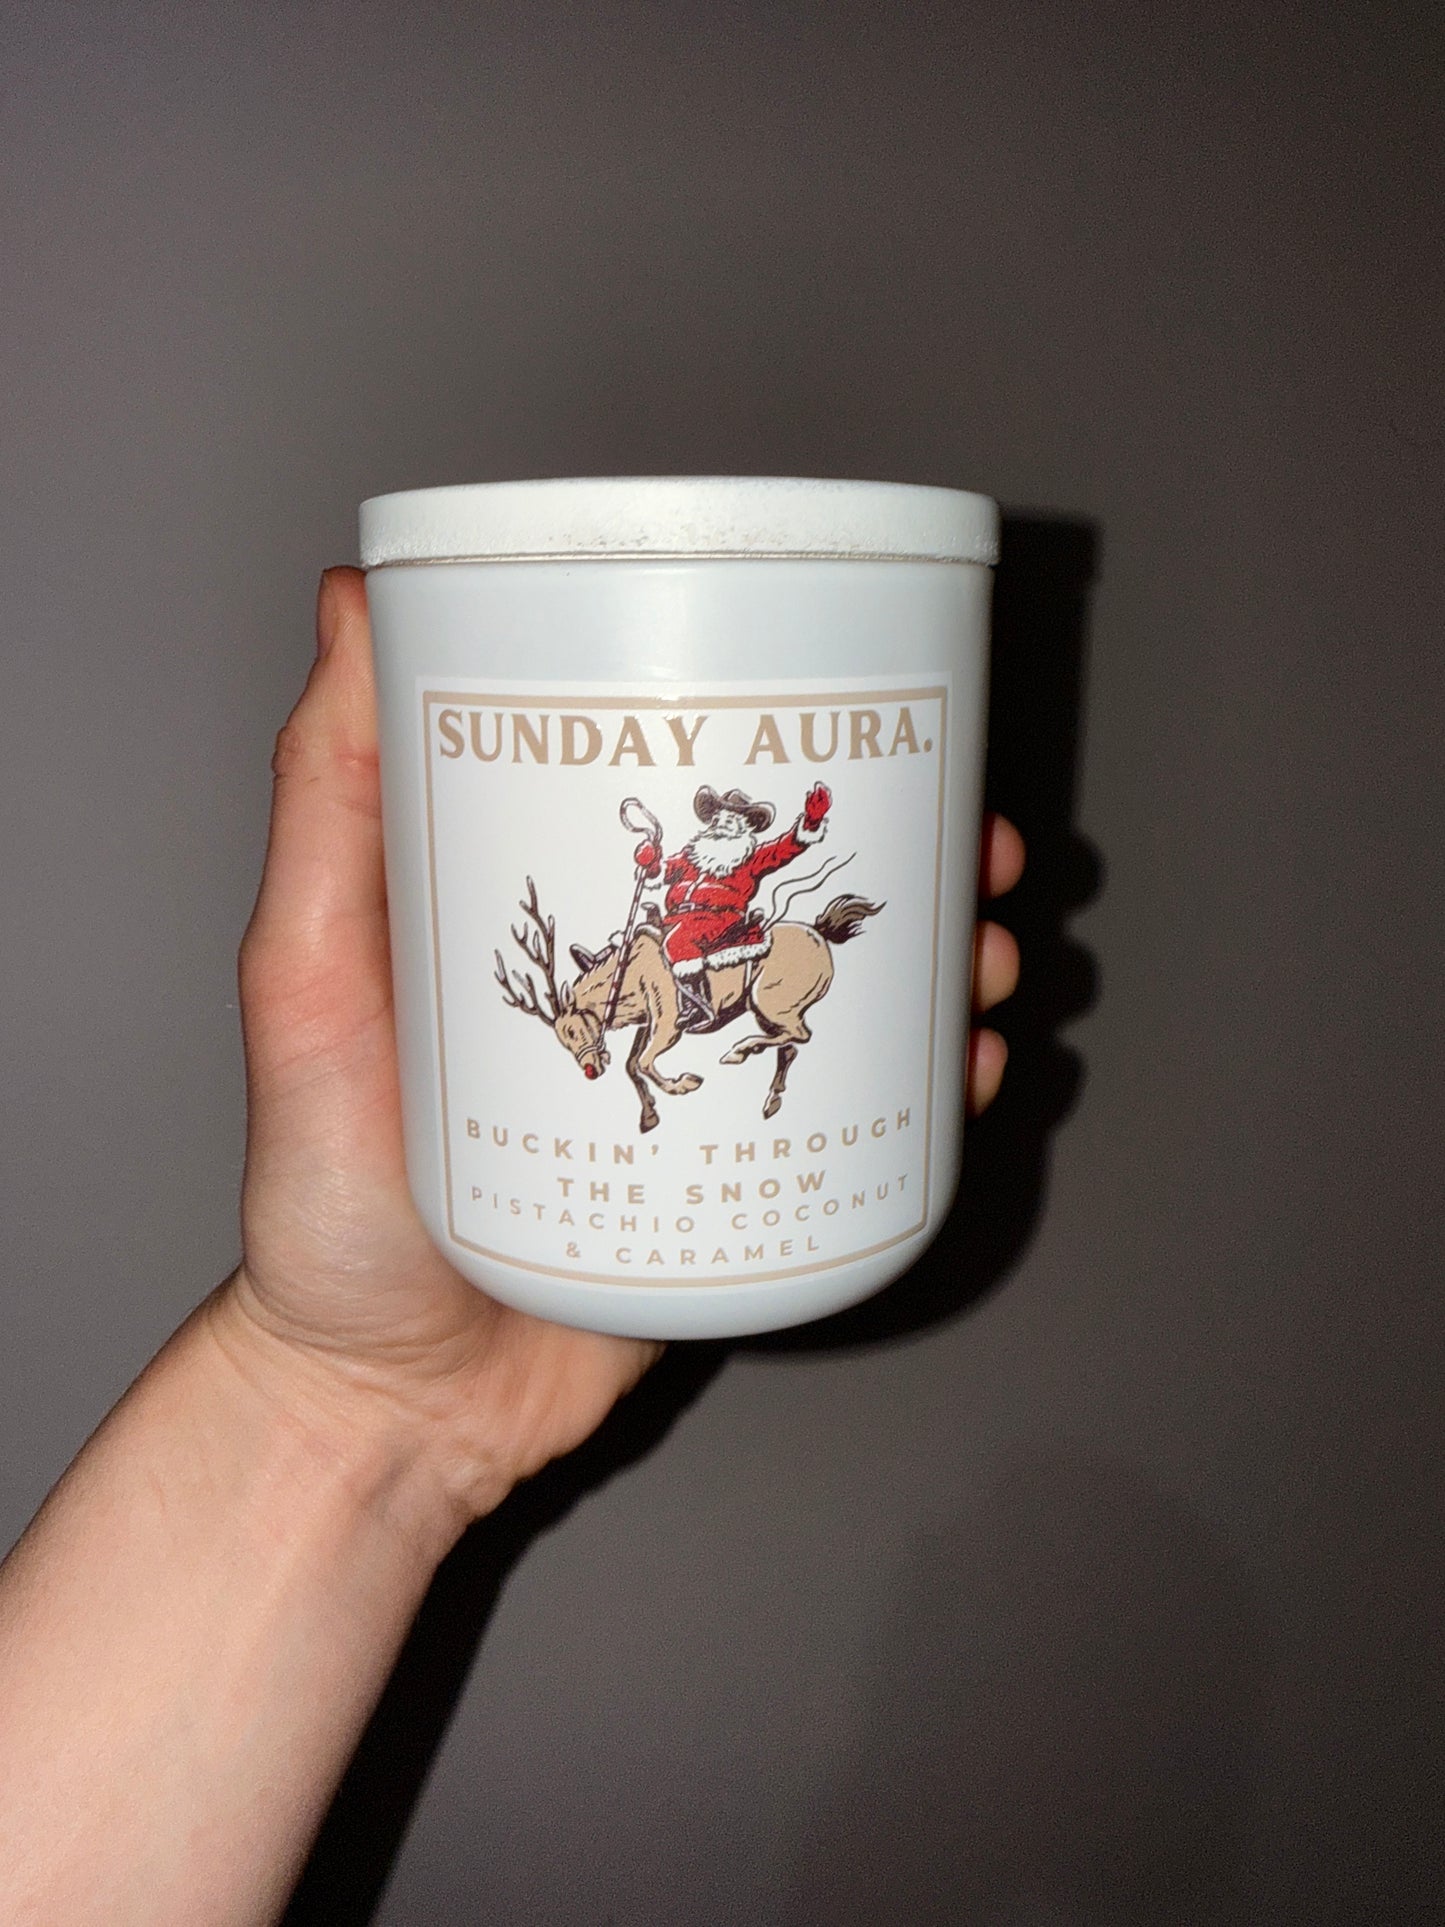 SUNDAY AURA.
BUCKIN' THROUGH
THE SNOW
PISTACHIO COCONUT
& CARAMEL